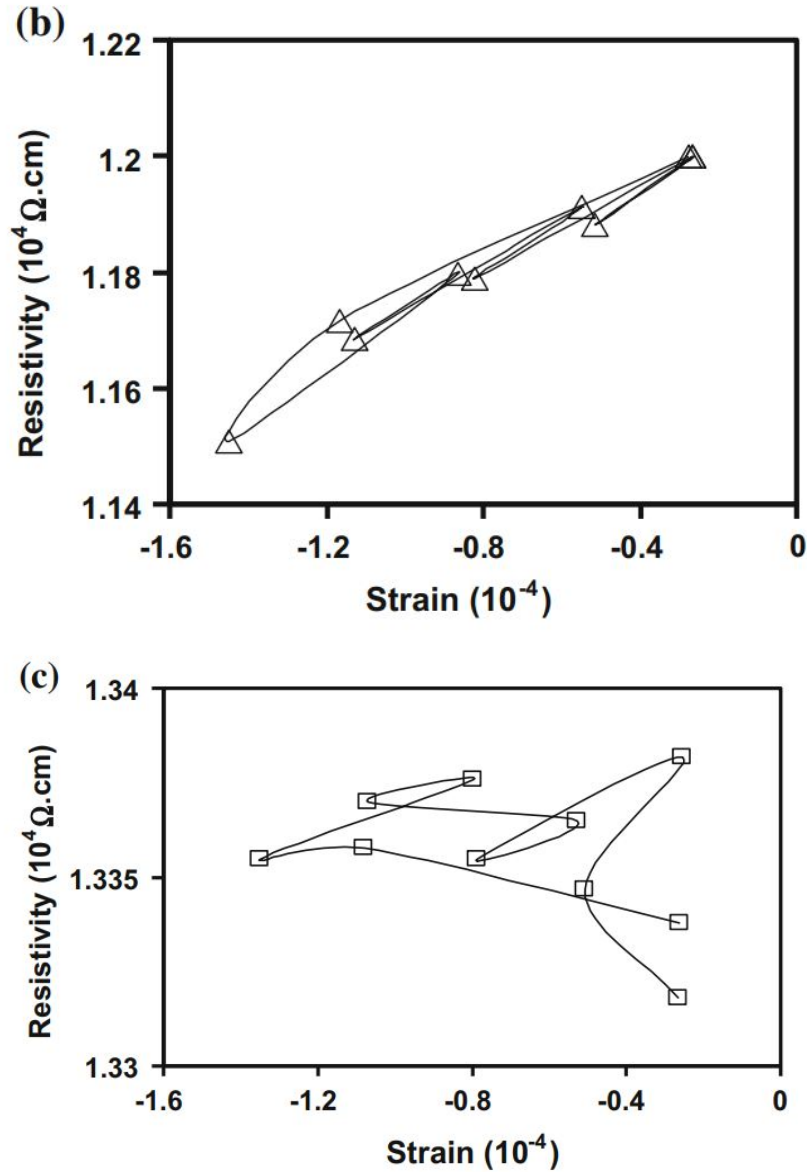 (b)
1.22
1.2
1.18
1.16
1.14
Resistivity (10⁴ Ω.cm)
-1.6 -1.2 -0.8 -0.4 0
Strain (10⁻⁴)
(c)
1.34
1.335
1.33
Resistivity (10⁴ Ω.cm)
-1.6 -1.2 -0.8 -0.4 0
Strain (10⁻⁴)